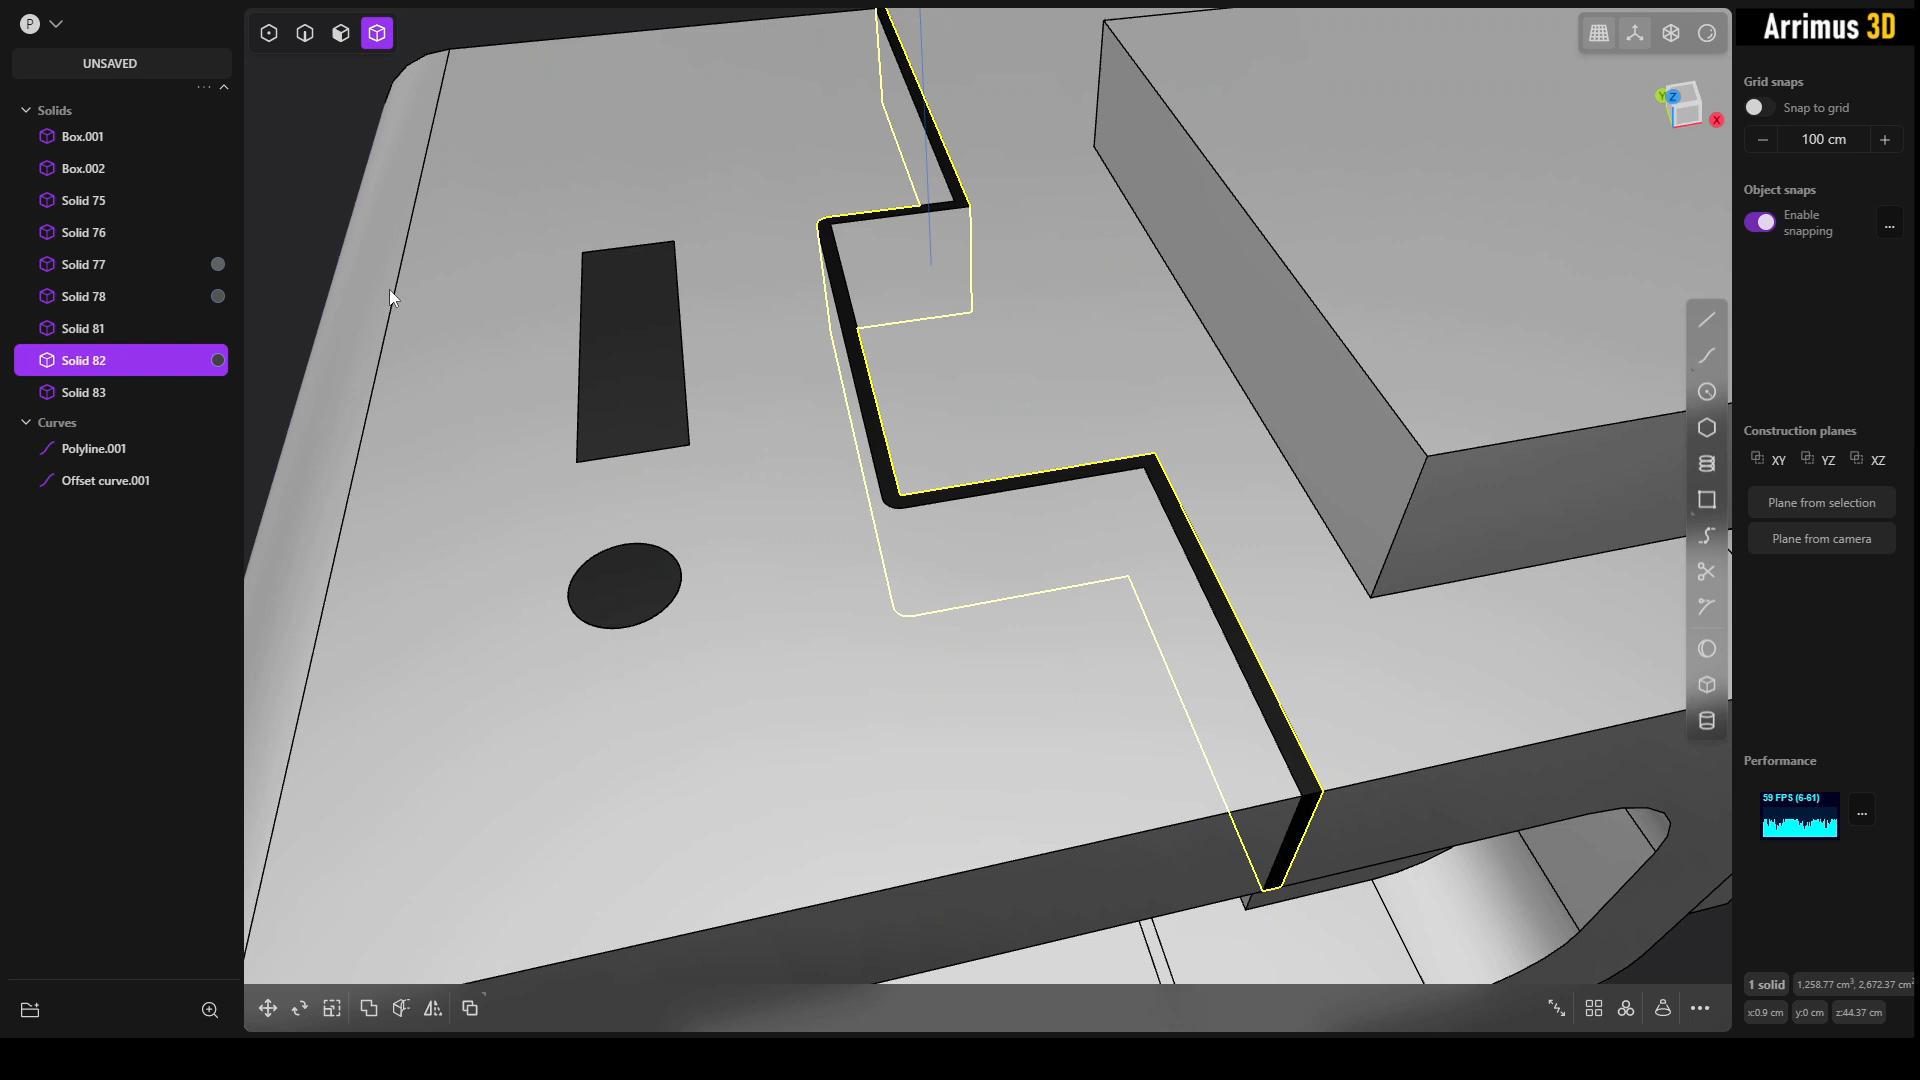 P
UNSAVED
Solids
Box.001
Box.002
Solid 75
Solid 76
Solid 77
Solid 78
Solid 81
Solid 82
Solid 83
Curves
Polyline.001
Offset curve.001
Y
Z
X
Arrimus 3D
Grid snaps
Snap to grid
100 cm
Object snaps
Enable
snapping
...
Construction planes
XY
YZ
XZ
Plane from selection
Plane from camera
Performance
59 FPS (6-61)
...
1 solid
1,258.77 cm³, 2,672.37 cm²
x:0.9 cm
y:0 cm
z:44.37 cm